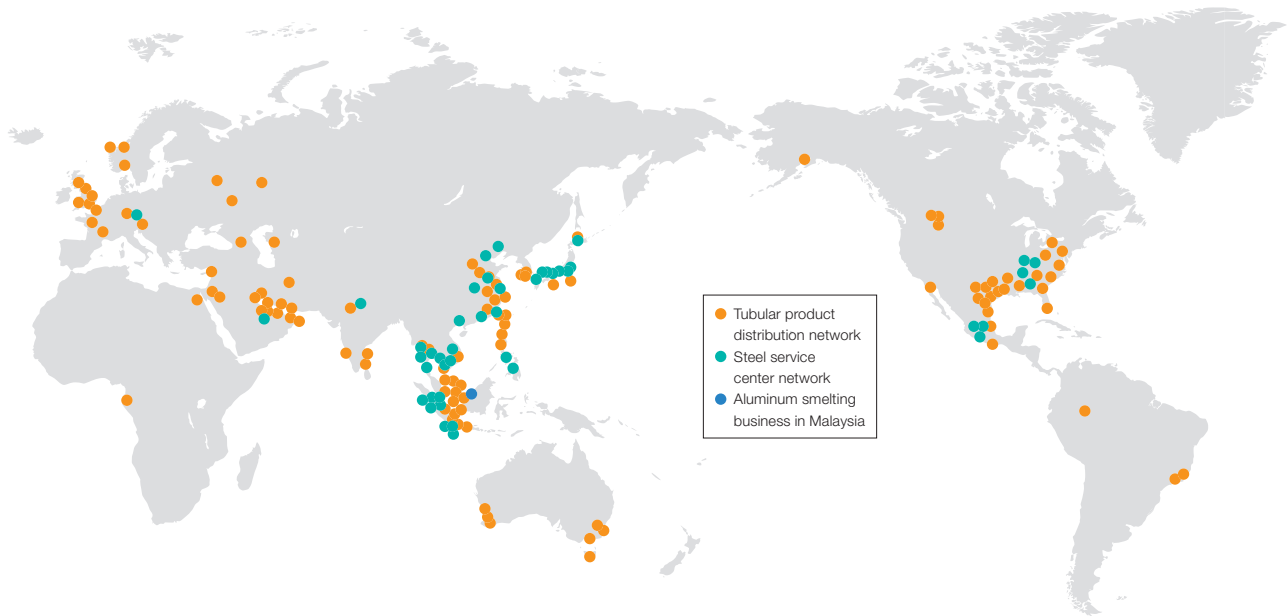 Tubular product
distribution network
Steel service
center network
Aluminum smelting
business in Malaysia